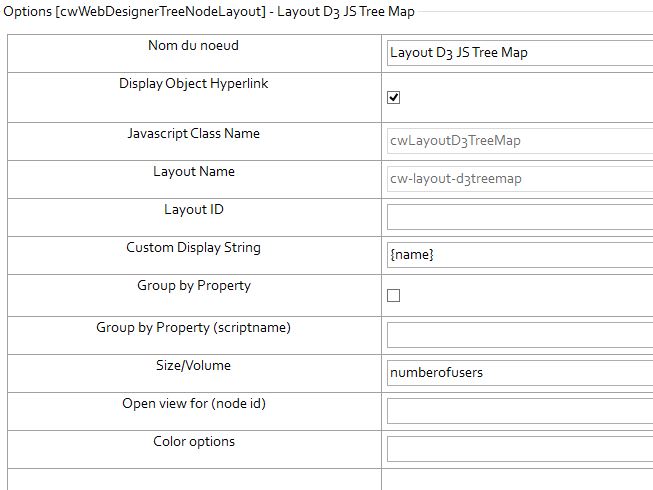 Options [cwWebDesignerTreeNodeLayout] - Layout D3 JS Tree Map
Nom du noeud
Layout D3 JS Tree Map
Display Object Hyperlink
Javascript Class Name
cwLayoutD3TreeMap
Layout Name
cw-layout-d3treemap
Layout ID
Custom Display String
{name}
Group by Property
Group by Property (scriptname)
Size/Volume
numberofusers
Open view for (node id)
Color options